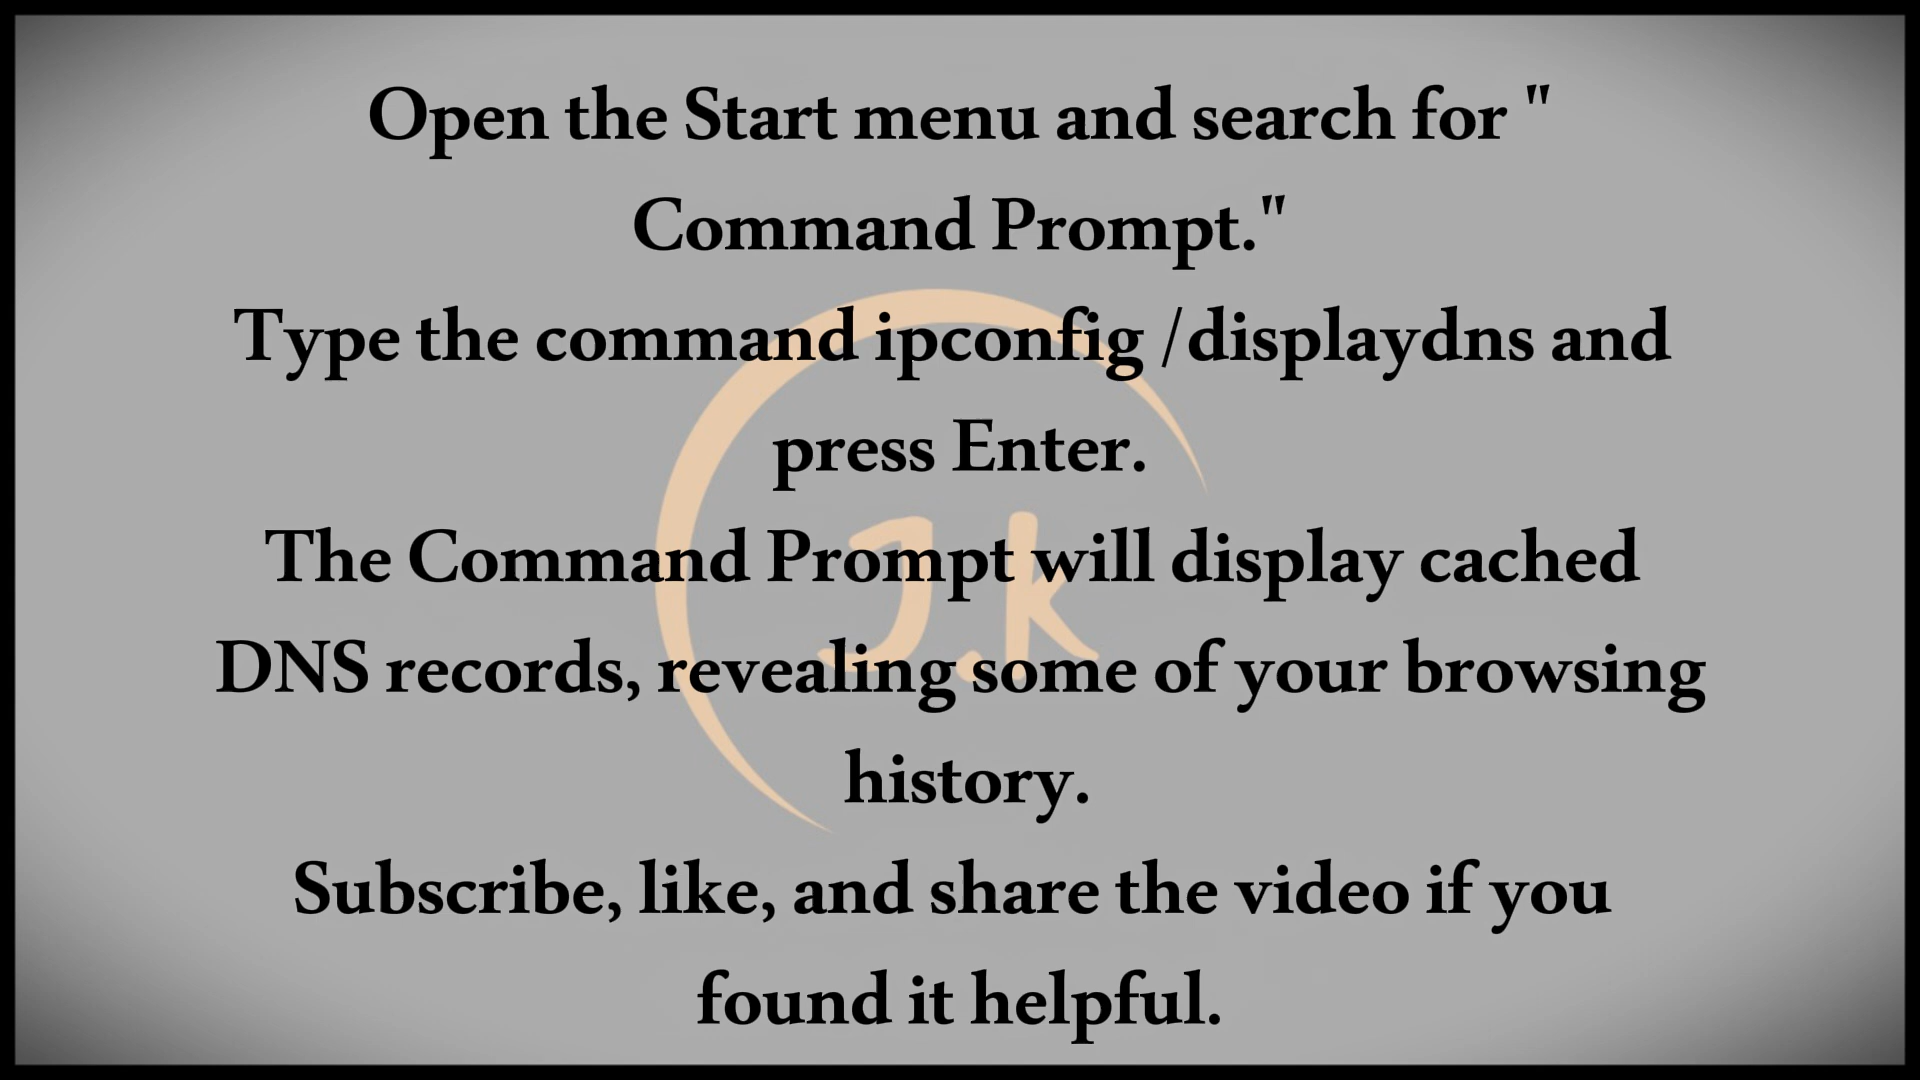 Open the Start menu and search for "
Command Prompt."
Type the command ipconfig /displaydns and
press Enter.
The Command Prompt will display cached
DNS records, revealing some of your browsing
history.
Subscribe, like, and share the video if you
found it helpful.
J.k